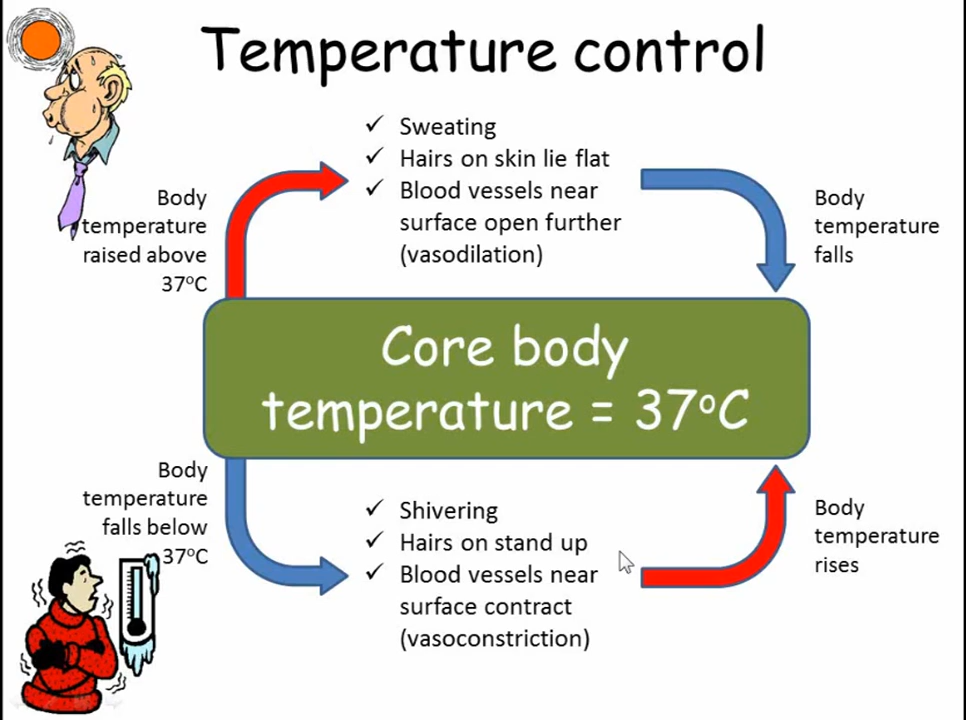 Temperature control
Sweating
Hairs on skin lie flat
Blood vessels near
surface open further
(vasodilation)
Body
temperature
raised above
37ºC
Body
temperature
falls
Core body
temperature = 37ºC
Body
temperature
falls below
37ºC
Shivering
Hairs on stand up
Blood vessels near
surface contract
(vasoconstriction)
Body
temperature
rises